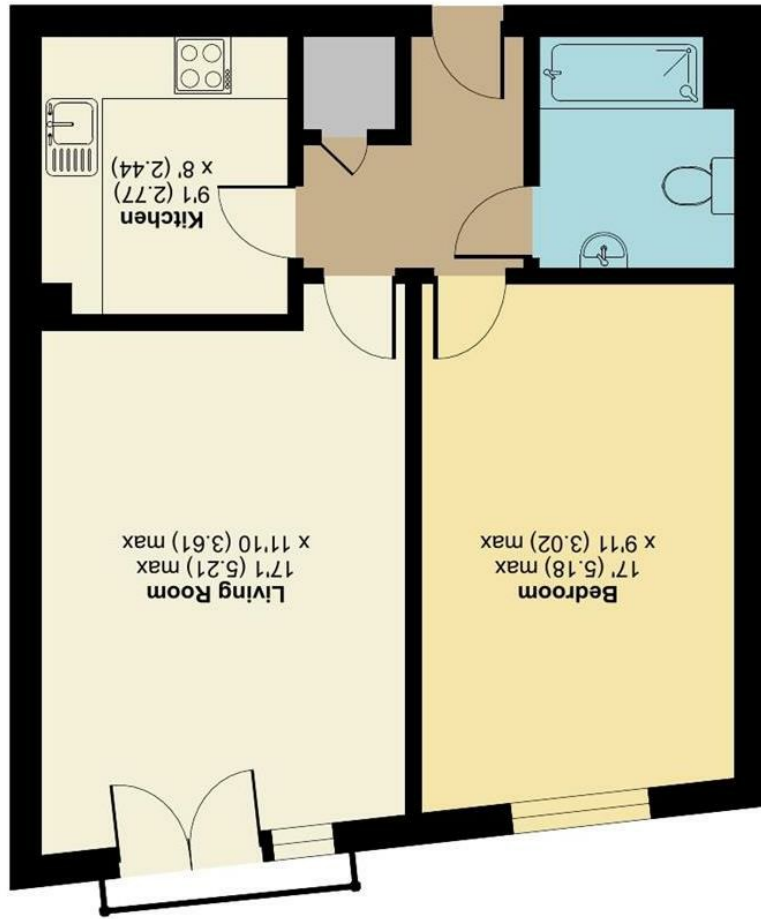 Bedroom
17' (5.18) max
x 9'11 (3.02) max
Living Room
17'1 (5.21) max
x 11'10 (3.61) max
Kitchen
9'1 (2.77)
x 8' (2.44)